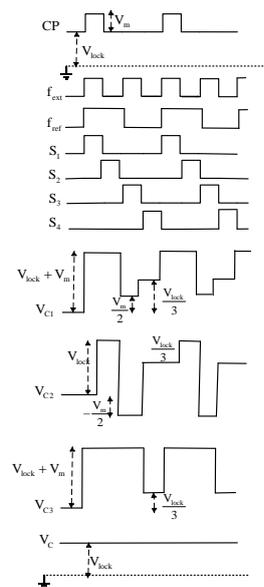 CP
V_m
V_lock
f_ext
f_ref
S_1
S_2
S_3
S_4
V_lock + V_m
V_C1
V_m/2
V_lock/3
V_lock
V_lock/3
V_C2
-V_m/2
V_lock + V_m
V_C3
V_lock/3
V_C
V_lock